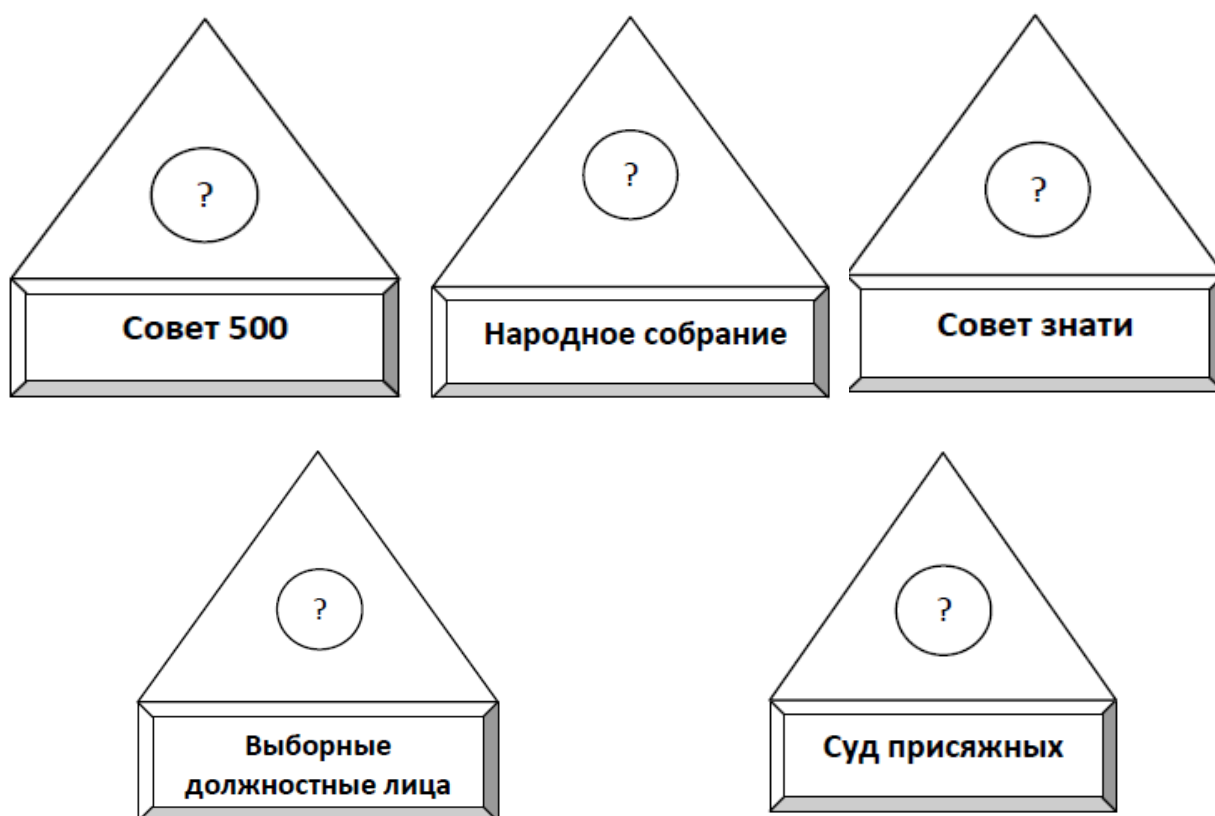 ?
?
?
Совет 500
Народное собрание
Совет знати
?
?
Выборные
должностные лица
Суд присяжных